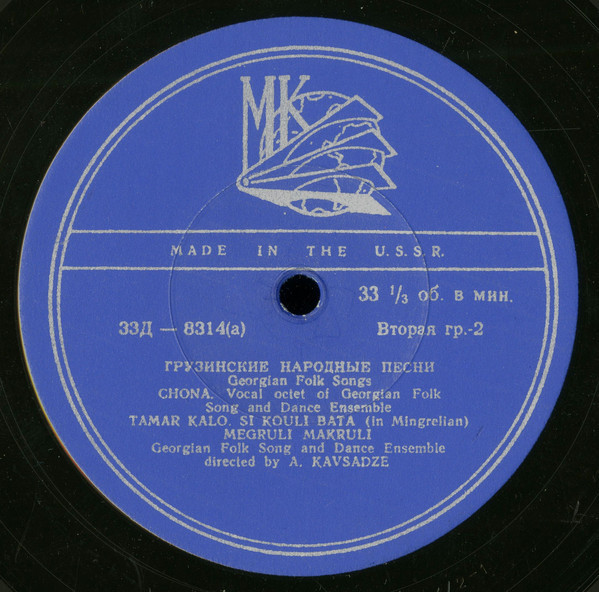 МК
MADE IN THE U.S.S.R.
33 1/3 об. в мин.
33Д — 8314(а)
Вторая гр.-2
ГРУЗИНСКИЕ НАРОДНЫЕ ПЕСНИ
Georgian Folk Songs
CHONA. Vocal octet of Georgian Folk
Song and Dance Ensemble
TAMAR KALO. SI KOULI BATA (in Mingrelian)
MEGRULI MAKRULI
Georgian Folk Song and Dance Ensemble
directed by A. KAVSADZE